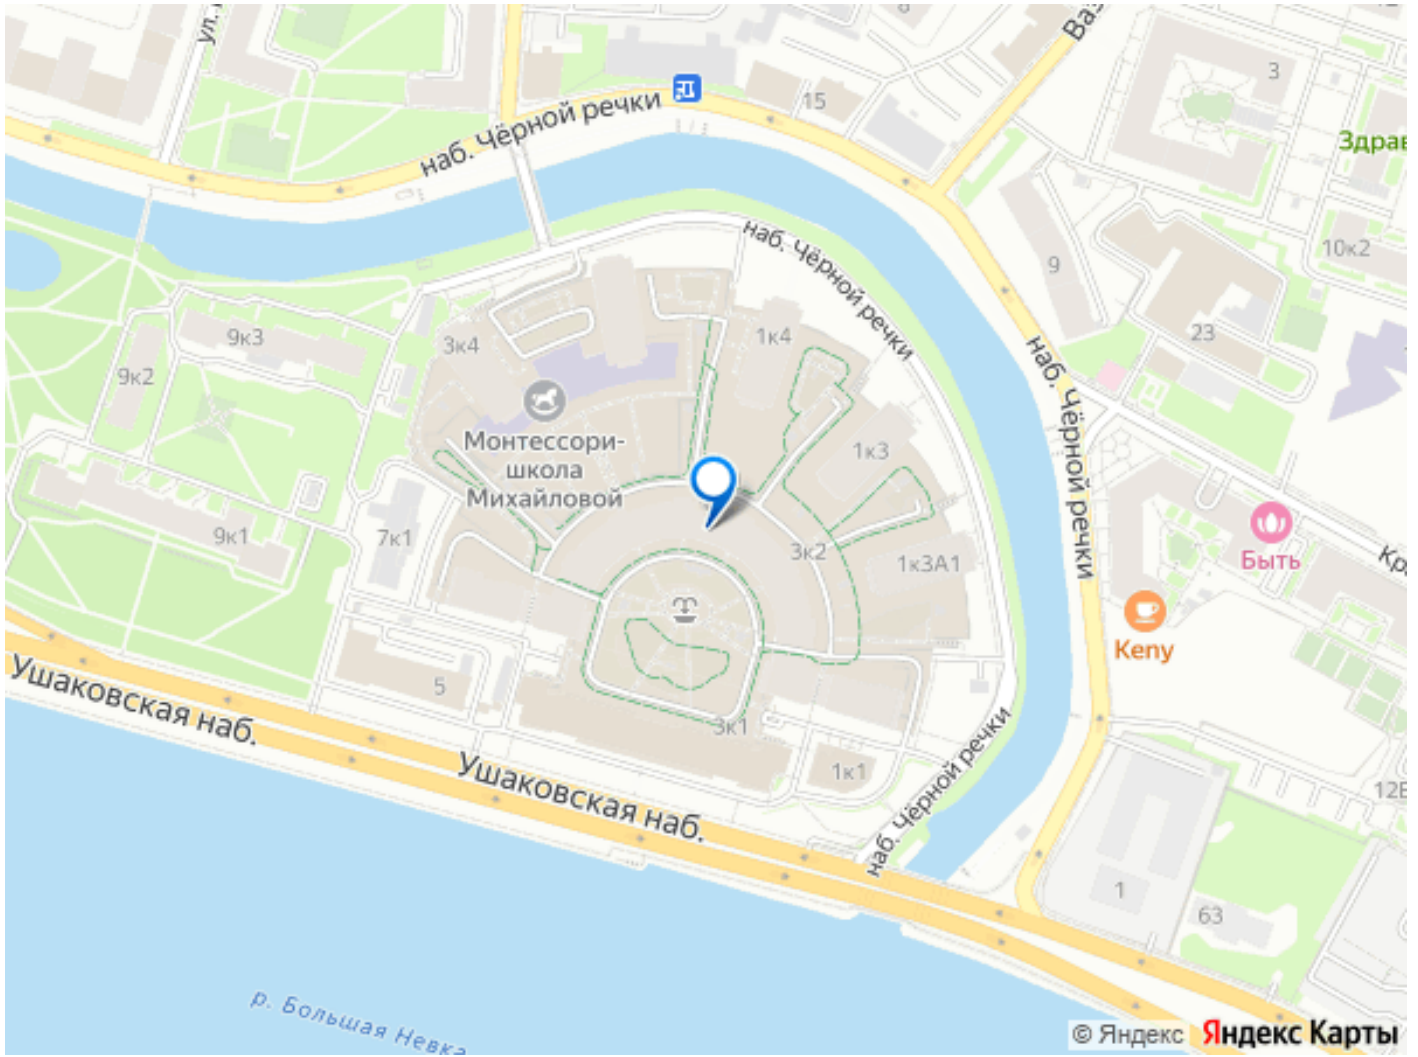 ул.
наб. Чёрной речки
15
8
3
Здрав
10к2
9
23
наб. Чёрной речки
наб. Чёрной речки
9к3
9к2
3к4
1к4
Монтессори-
школа
Михайловой
1к3
9к1
7к1
3к2
1к3А1
Быть
Keny
5
3к1
1к1
Ушаковская наб.
Ушаковская наб.
наб. Чёрной речки
1
63
р. Большая Невка
© Яндекс Яндекс Карты